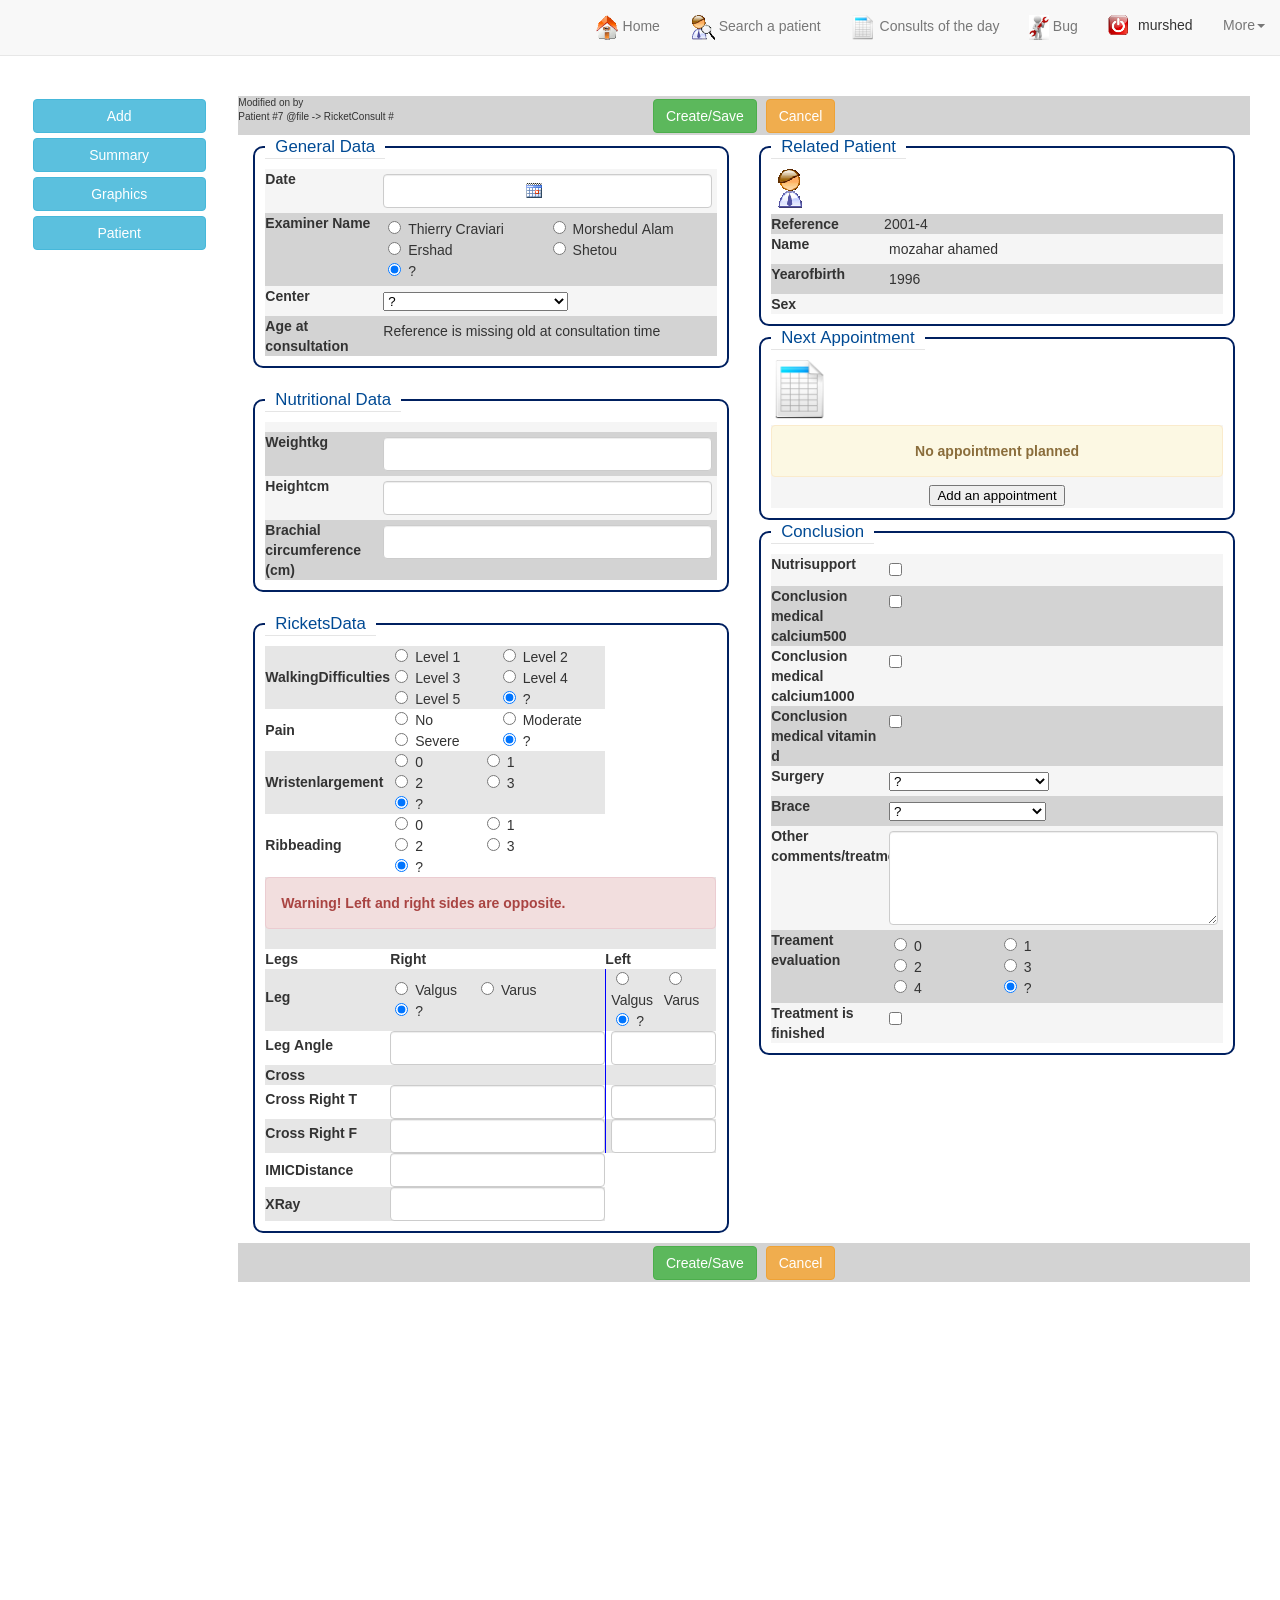 Home
Search a patient
Consults of the day
Bug
murshed
More
Add
Summary
Graphics
Patient
Modified on by
Patient #7 @file -> RicketConsult #
Create/Save
Cancel
General Data
Date
Examiner Name
Thierry Craviari
Morshedul Alam
Ershad
Shetou
?
Center
?
Age at
consultation
Reference is missing old at consultation time
Nutritional Data
Weightkg
Heightcm
Brachial
circumference
(cm)
RicketsData
WalkingDifficulties
Level 1
Level 2
Level 3
Level 4
Level 5
?
Pain
No
Moderate
Severe
?
Wristenlargement
0
1
2
3
?
Ribbeading
0
1
2
3
?
Warning! Left and right sides are opposite.
Legs
Right
Left
Leg
Valgus
Varus
?
Valgus
Varus
?
Leg Angle
Cross
Cross Right T
Cross Right F
IMICDistance
XRay
Related Patient
Reference
2001-4
Name
mozahar ahamed
Yearofbirth
1996
Sex
Next Appointment
No appointment planned
Add an appointment
Conclusion
Nutrisupport
Conclusion
medical
calcium500
Conclusion
medical
calcium1000
Conclusion
medical vitamin
d
Surgery
?
Brace
?
Other
comments/treatm
Treament
evaluation
0
1
2
3
4
?
Treatment is
finished
Create/Save
Cancel